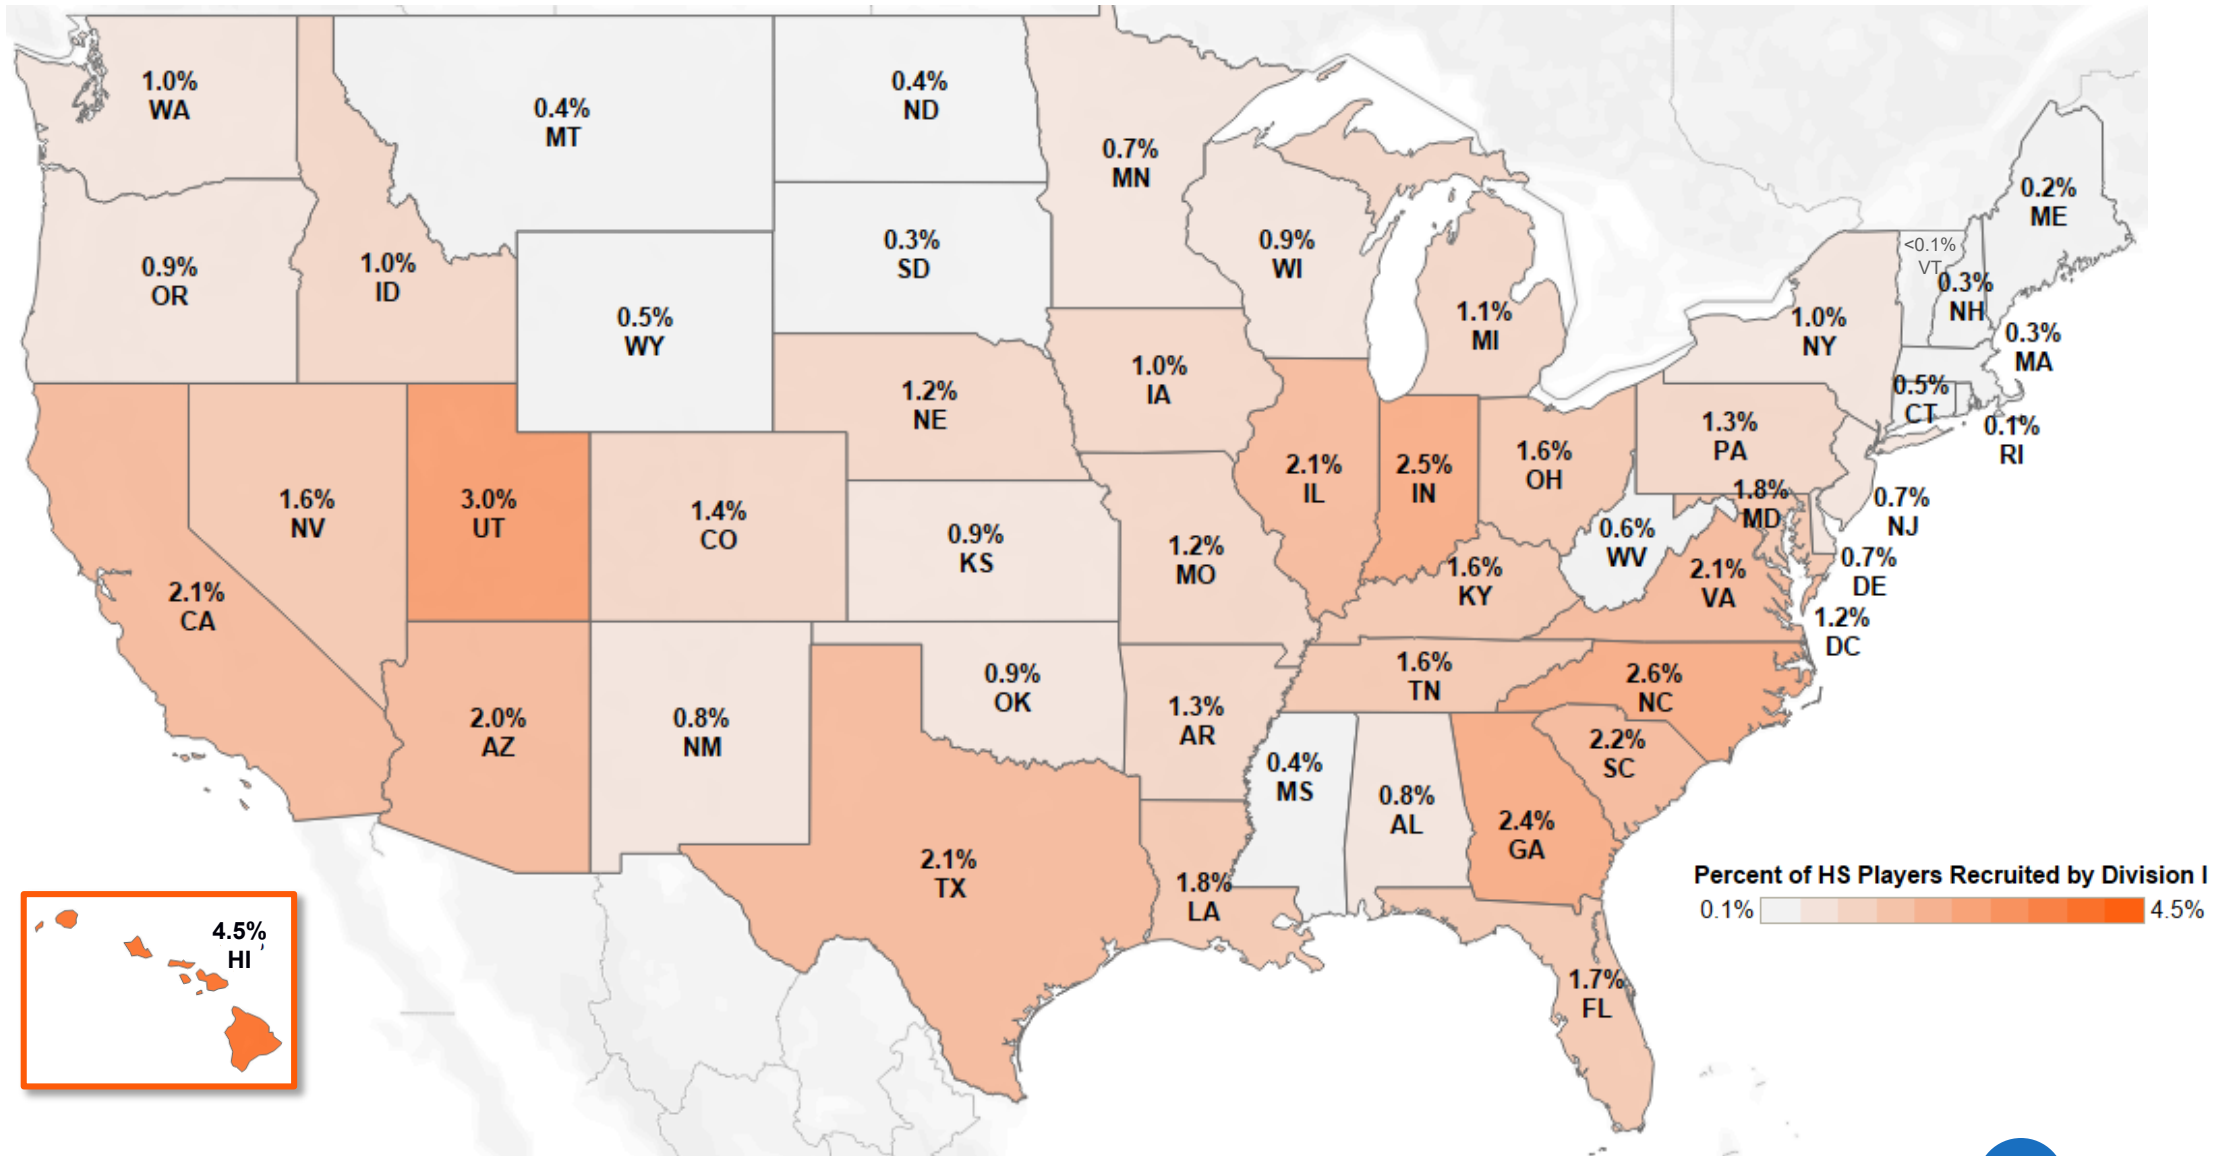 1.0%
WA
0.4%
MT
0.4%
ND
0.7%
MN
0.2%
ME
0.9%
OR
1.0%
ID
0.3%
SD
0.9%
WI
<0.1%
VT
0.3%
NH
0.5%
WY
1.1%
MI
1.0%
NY
0.3%
MA
1.2%
NE
1.0%
IA
0.5%
CT
0.1%
RI
1.6%
NV
3.0%
UT
1.4%
CO
0.9%
KS
1.2%
MO
2.1%
IL
2.5%
IN
1.6%
OH
1.3%
PA
1.8%
MD
0.7%
NJ
0.6%
WV
0.7%
DE
2.1%
CA
1.6%
KY
2.1%
VA
1.2%
DC
2.0%
AZ
0.8%
NM
0.9%
OK
1.3%
AR
1.6%
TN
2.6%
NC
2.2%
SC
0.4%
MS
0.8%
AL
2.4%
GA
2.1%
TX
1.8%
LA
1.7%
FL
4.5%
HI
Percent of HS Players Recruited by Division I
0.1%
4.5%